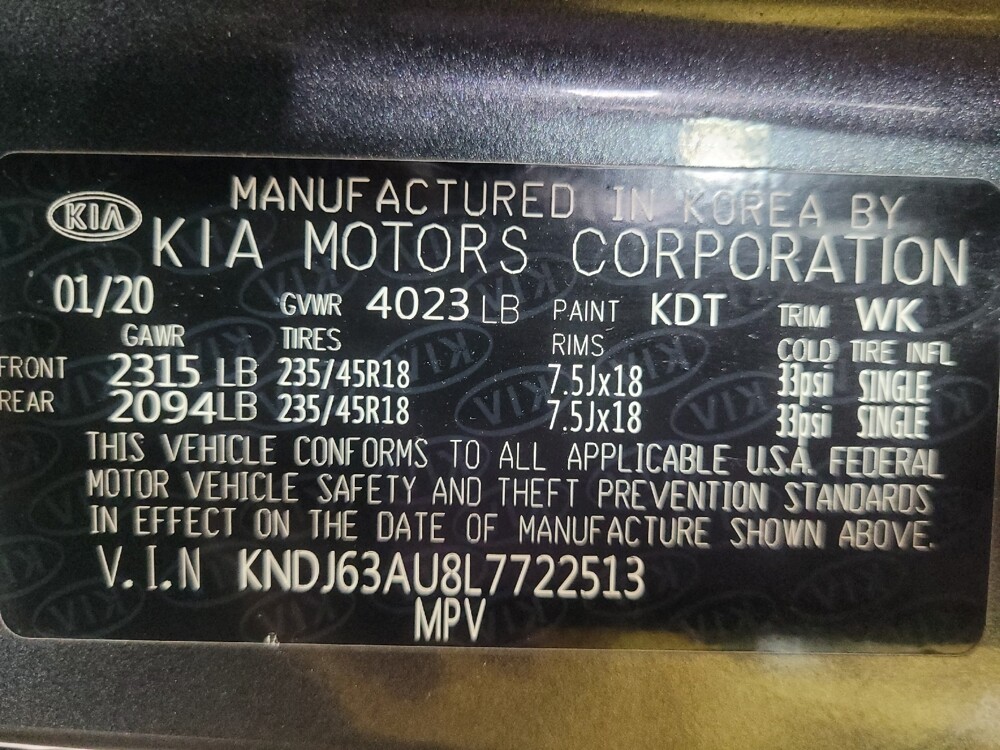 KIA MANUFACTURED IN KOREA BY
KIA MOTORS CORPORATION
01/20 GVWR 4023 LB PAINT KDT TRIM WK
GAWR TIRES RIMS COLD TIRE INFL
FRONT 2315 LB 235/45R18 7.5Jx18 33psi SINGLE
REAR 2094LB 235/45R18 7.5Jx18 33psi SINGLE
THIS VEHICLE CONFORMS TO ALL APPLICABLE U.S.A. FEDERAL
MOTOR VEHICLE SAFETY AND THEFT PREVENTION STANDARDS
IN EFFECT ON THE DATE OF MANUFACTURE SHOWN ABOVE.
V.I.N KNDJ63AU8L7722513
MPV